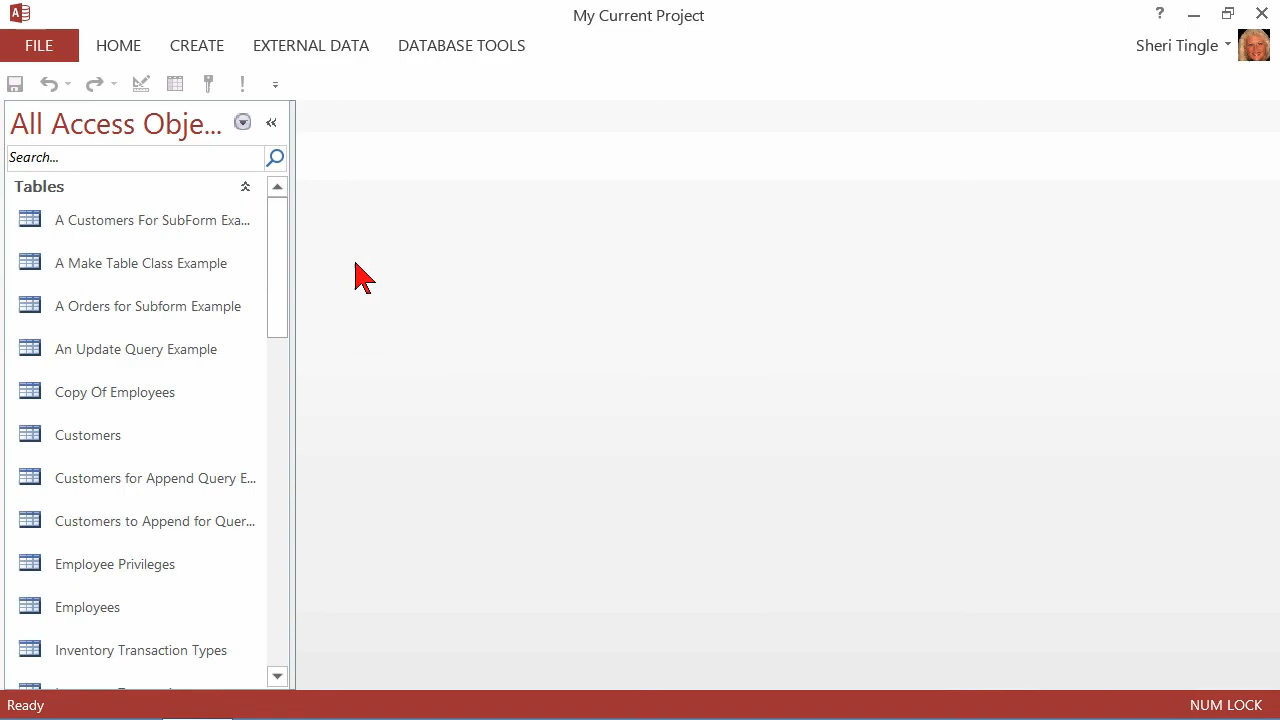 My Current Project
?
FILE HOME CREATE EXTERNAL DATA DATABASE TOOLS
Sheri Tingle
All Access Obje...
Search...
Tables
A Customers For SubForm Exa...
A Make Table Class Example
A Orders for Subform Example
An Update Query Example
Copy Of Employees
Customers
Customers for Append Query E...
Customers to Append for Quer...
Employee Privileges
Employees
Inventory Transaction Types
Ready
NUM LOCK